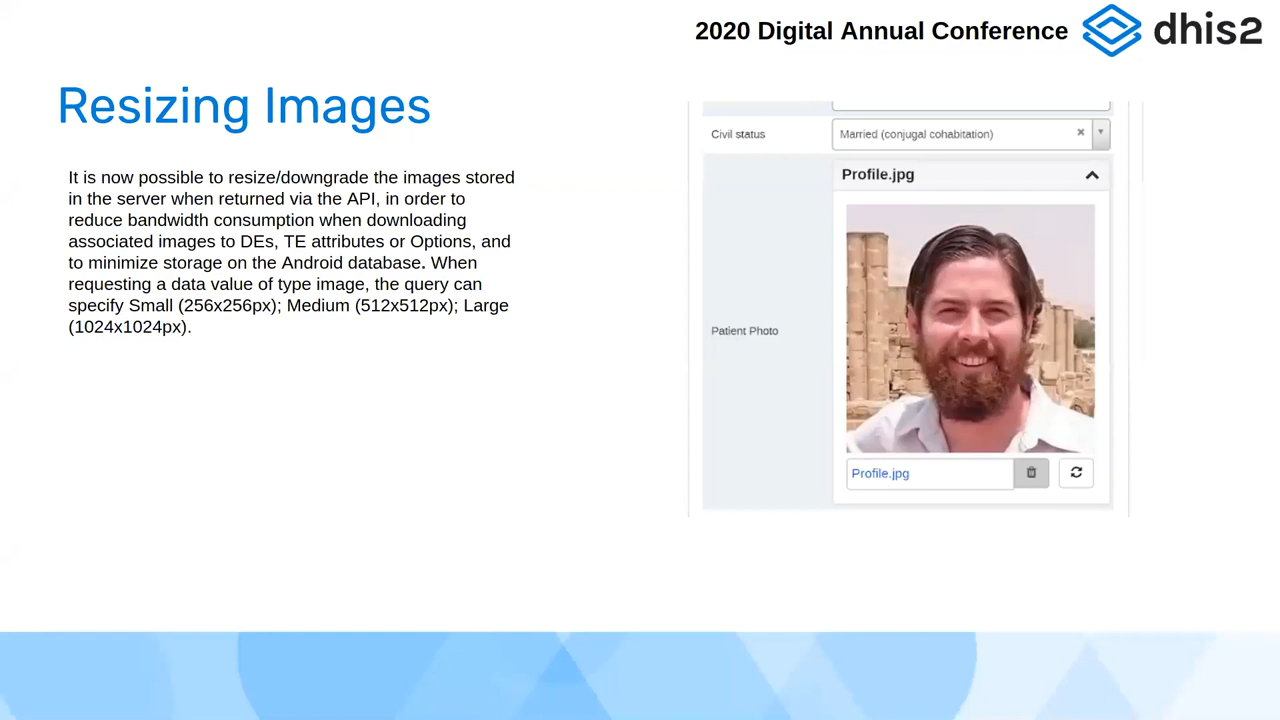 2020 Digital Annual Conference
dhis2
Resizing Images
It is now possible to resize/downgrade the images stored
in the server when returned via the API, in order to
reduce bandwidth consumption when downloading
associated images to DEs, TE attributes or Options, and
to minimize storage on the Android database. When
requesting a data value of type image, the query can
specify Small (256x256px); Medium (512x512px); Large
(1024x1024px).
Civil status
Married (conjugal cohabitation)
Profile.jpg
Patient Photo
Profile.jpg